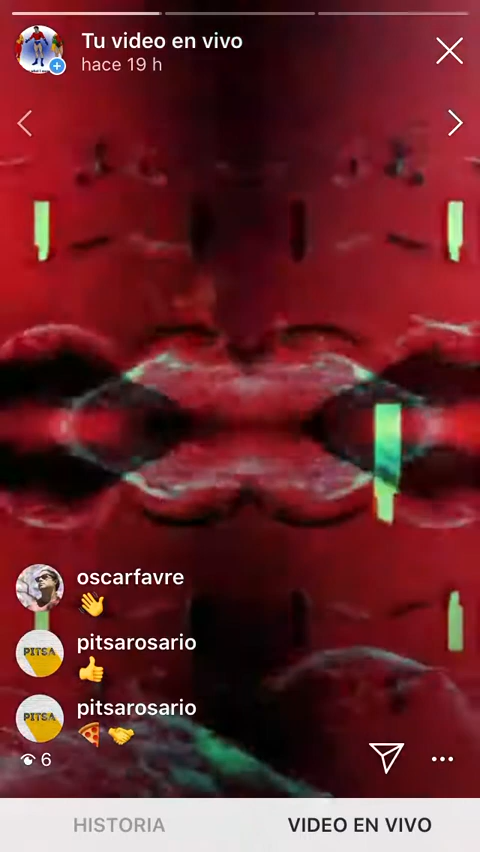 Tu video en vivo
hace 19 h
oscarfavre
👋
PITSA
pitsarosario
👍
PITSA
pitsarosario
🍕🤝
6
HISTORIA
VIDEO EN VIVO